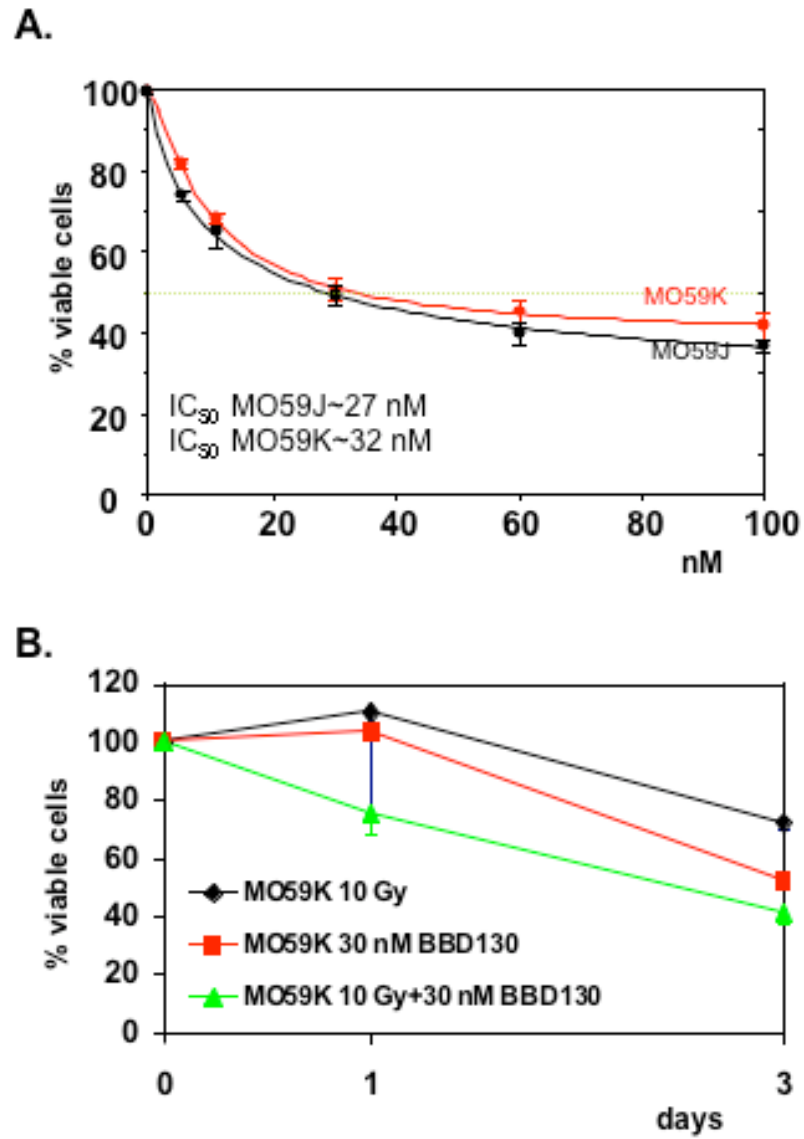 A.
100
80
60
40
20
0
% viable cells
MO59K
MO59J
IC50 MO59J~27 nM
IC50 MO59K~32 nM
0 20 40 60 80 100
nM
B.
120
100
80
60
40
20
0
% viable cells
MO59K 10 Gy
MO59K 30 nM BBD130
MO59K 10 Gy+30 nM BBD130
0 1 3
days